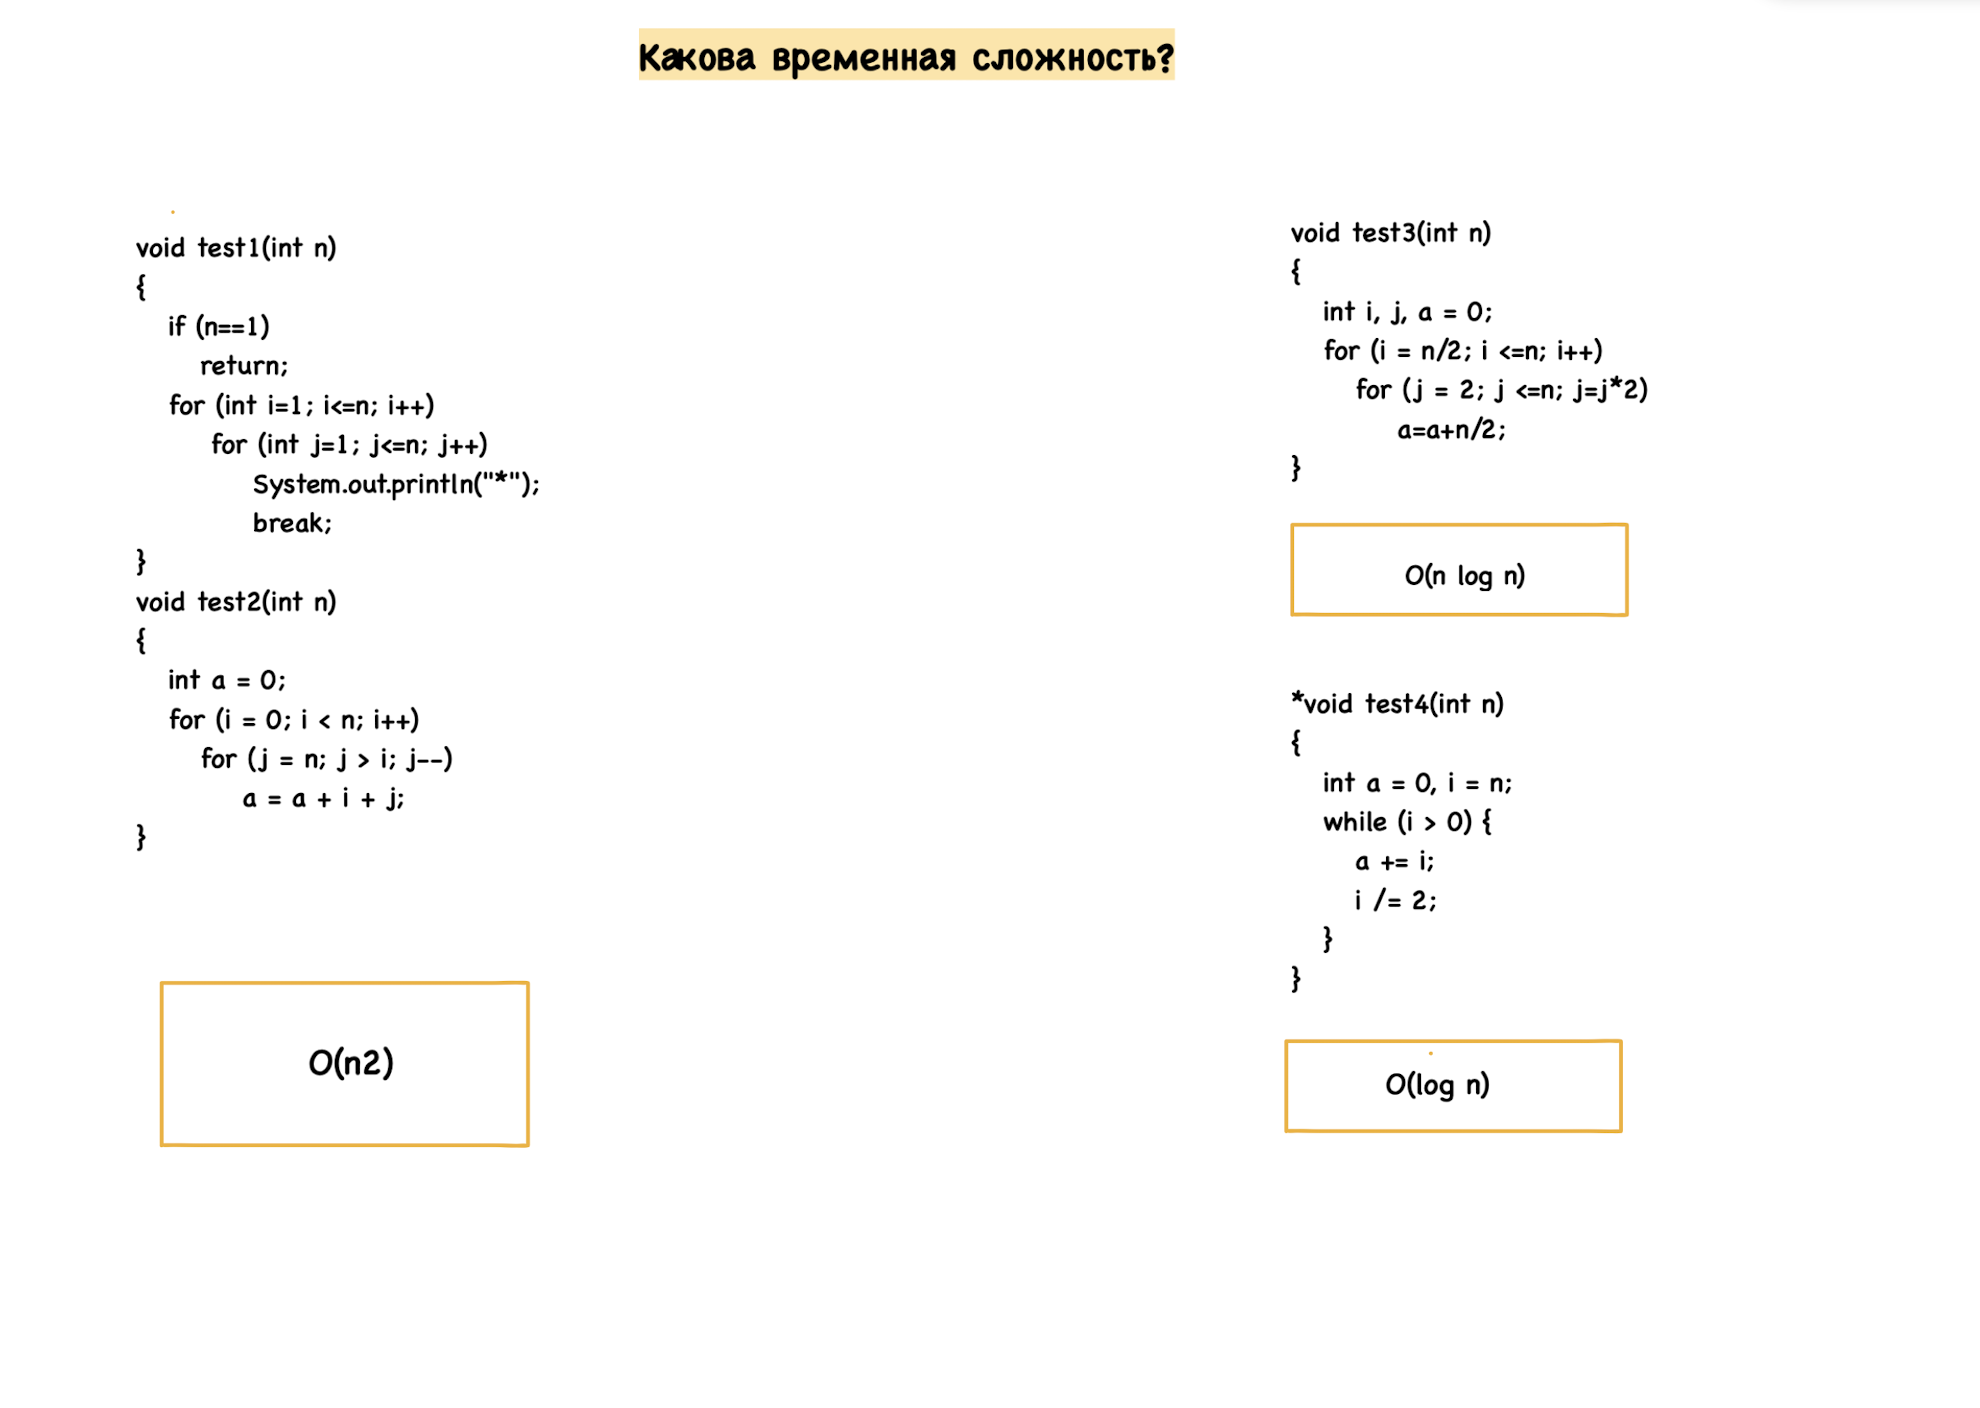 Какова временная сложность?
void test1(int n)
{
if (n==1)
return;
for (int i=1; i<=n; i++)
for (int j=1; j<=n; j++)
System.out.println("*");
break;
}
void test2(int n)
{
int a = 0;
for (i = 0; i < n; i++)
for (j = n; j > i; j--)
a = a + i + j;
}
O(n2)
void test3(int n)
{
int i, j, a = 0;
for (i = n/2; i <=n; i++)
for (j = 2; j <=n; j=j*2)
a=a+n/2;
}
O(n log n)
*void test4(int n)
{
int a = 0, i = n;
while (i > 0) {
a += i;
i /= 2;
}
}
O(log n)